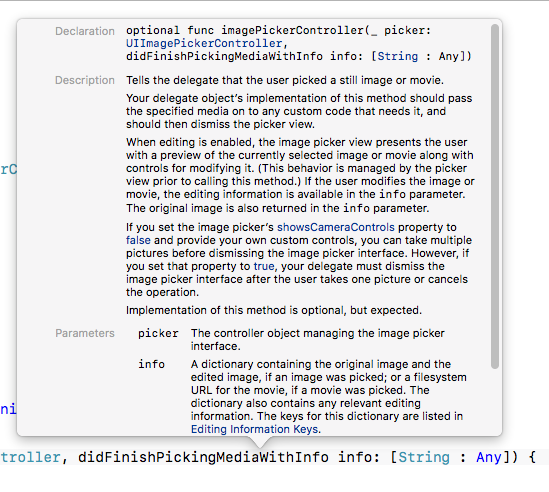 Declaration optional func imagePickerController(_ picker:
UIImagePickerController,
didFinishPickingMediaWithInfo info: [String : Any])
Description Tells the delegate that the user picked a still image or movie.
Your delegate object’s implementation of this method should pass
the specified media on to any custom code that needs it, and
should then dismiss the picker view.
When editing is enabled, the image picker view presents the user
with a preview of the currently selected image or movie along with
controls for modifying it. (This behavior is managed by the picker
view prior to calling this method.) If the user modifies the image or
movie, the editing information is available in the info parameter.
The original image is also returned in the info parameter.
If you set the image picker’s showsCameraControls property to
false and provide your own custom controls, you can take multiple
pictures before dismissing the image picker interface. However, if
you set that property to true, your delegate must dismiss the
image picker interface after the user takes one picture or cancels
the operation.
Implementation of this method is optional, but expected.
Parameters picker The controller object managing the image picker
interface.
info A dictionary containing the original image and the
edited image, if an image was picked; or a filesystem
URL for the movie, if a movie was picked. The
dictionary also contains any relevant editing
information. The keys for this dictionary are listed in
Editing Information Keys.
rC
ni
troller, didFinishPickingMediaWithInfo info: [String : Any]) {